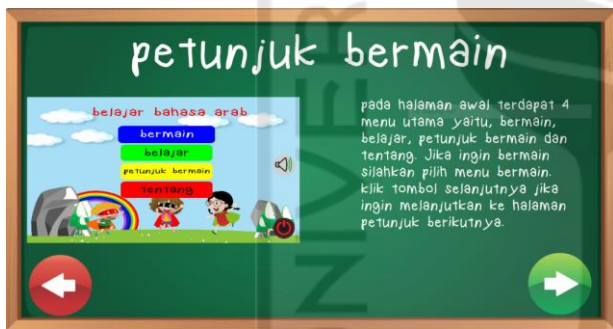 petunjuk bermain
belajar bahasa arab
bermain
belajar
petunjuk bermain
tentang
pada halaman awal terdapat 4
menu utama yaitu, bermain,
belajar, petunjuk bermain dan
tentang. Jika ingin bermain
silahkan pilih menu bermain.
klik tombol selanjutnya jika
ingin melanjutkan ke halaman
petunjuk berikutnya.
NIVER